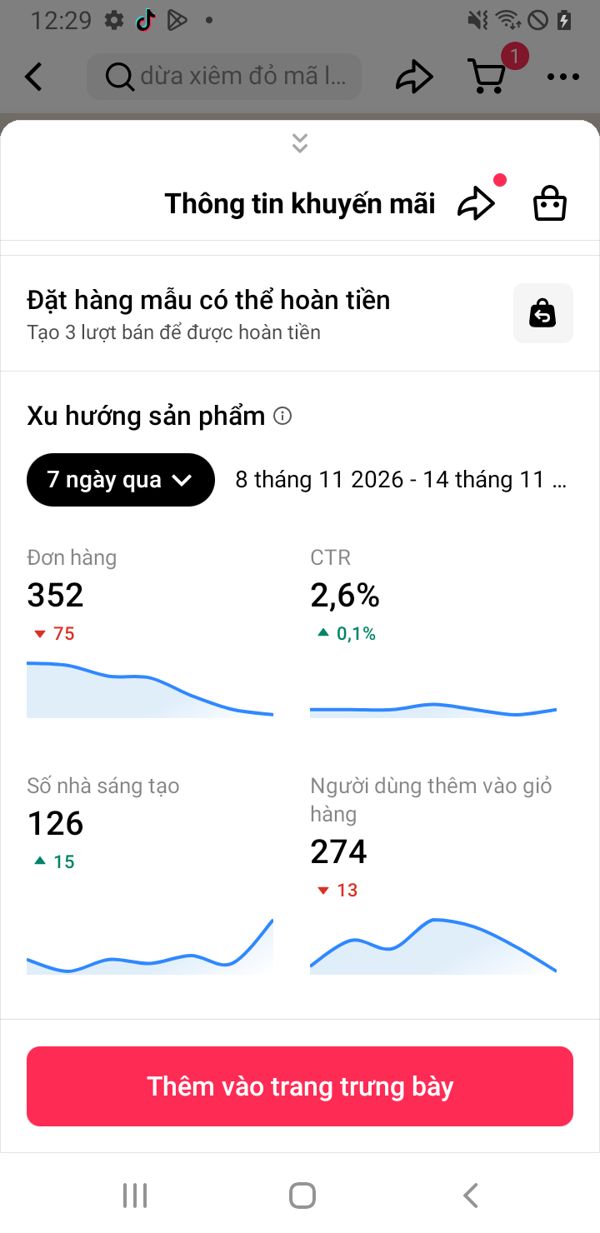 12:29
dừa xiêm đỏ mã l...
1
Thông tin khuyến mãi
Đặt hàng mẫu có thể hoàn tiền
Tạo 3 lượt bán để được hoàn tiền
Xu hướng sản phẩm
7 ngày qua
8 tháng 11 2026 - 14 tháng 11 ...
Đơn hàng
352
75
CTR
2,6%
0,1%
Số nhà sáng tạo
126
15
Người dùng thêm vào giỏ
hàng
274
13
Thêm vào trang trưng bày